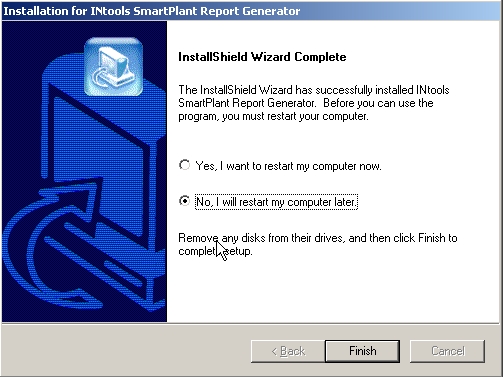 Installation for INtools SmartPlant Report Generator
InstallShield Wizard Complete
The InstallShield Wizard has successfully installed INtools
SmartPlant Report Generator. Before you can use the
program, you must restart your computer.
Yes, I want to restart my computer now.
No, I will restart my computer later.
Remove any disks from their drives, and then click Finish to
complete setup.
< Back
Finish
Cancel